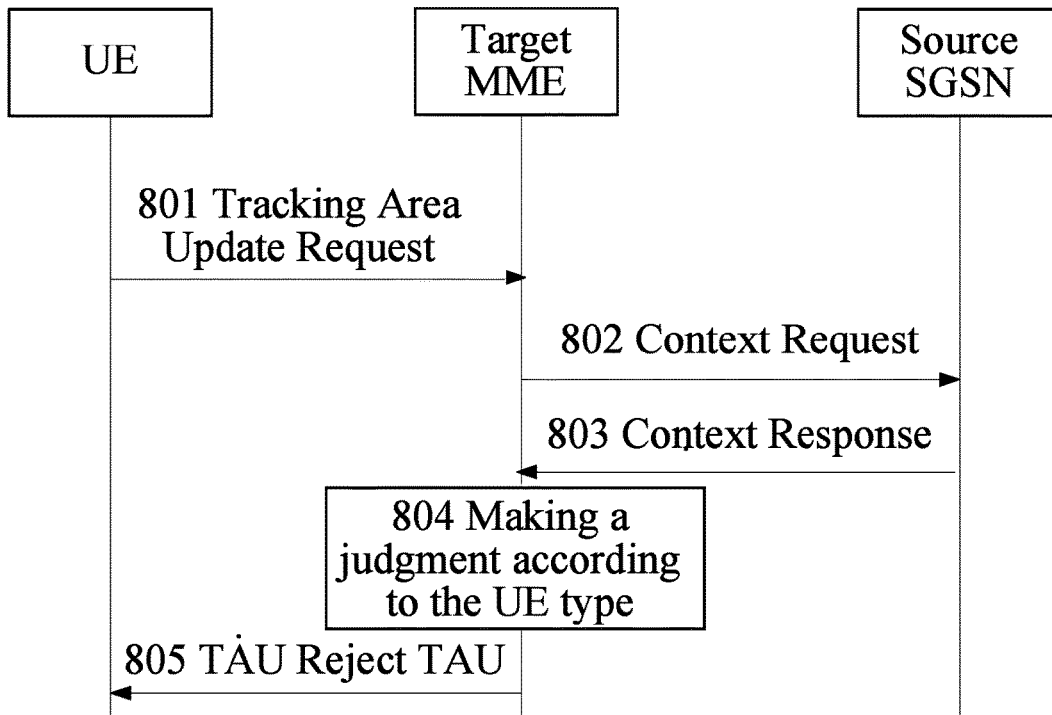 UE
Target
MME
Source
SGSN
801 Tracking Area
Update Request
802 Context Request
803 Context Response
804 Making a
judgment according
to the UE type
805 TAU Reject TAU